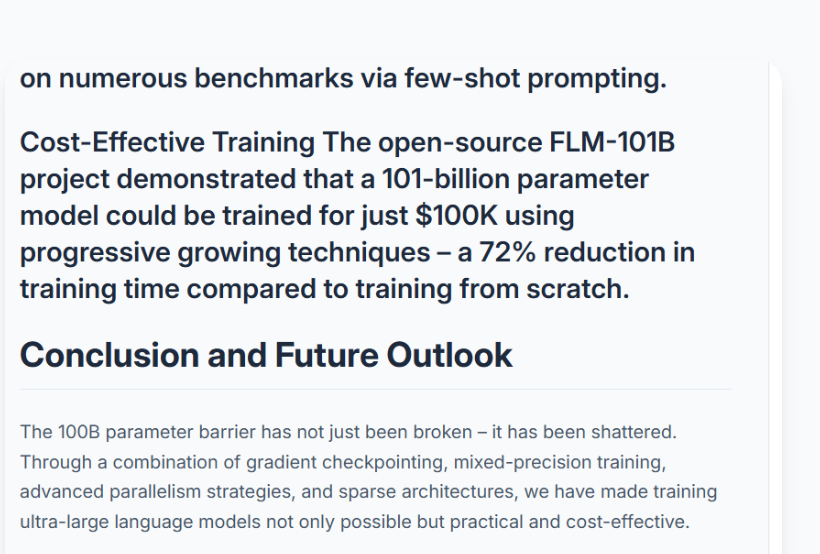 on numerous benchmarks via few-shot prompting.
Cost-Effective Training The open-source FLM-101B
project demonstrated that a 101-billion parameter
model could be trained for just $100K using
progressive growing techniques – a 72% reduction in
training time compared to training from scratch.
Conclusion and Future Outlook
The 100B parameter barrier has not just been broken – it has been shattered.
Through a combination of gradient checkpointing, mixed-precision training,
advanced parallelism strategies, and sparse architectures, we have made training
ultra-large language models not only possible but practical and cost-effective.